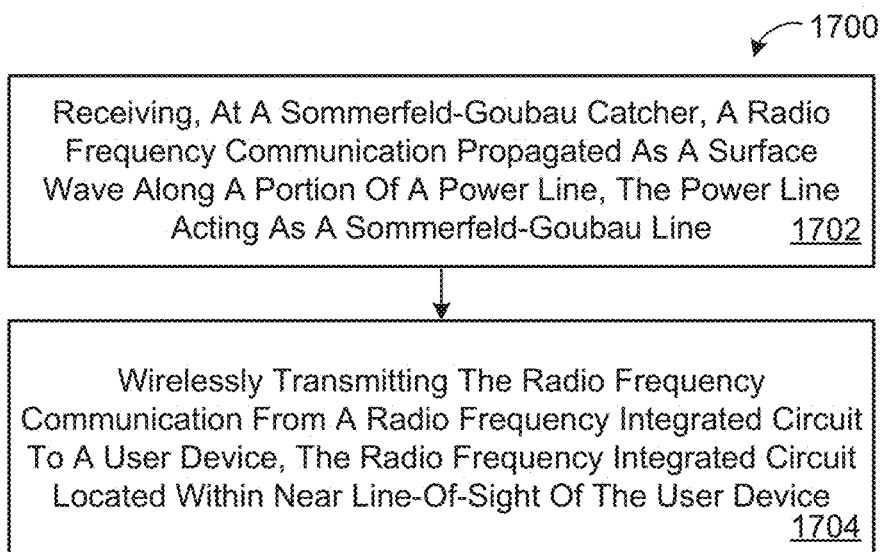 1700
Receiving, At A Sommerfeld-Goubau Catcher, A Radio
Frequency Communication Propagated As A Surface
Wave Along A Portion Of A Power Line, The Power Line
Acting As A Sommerfeld-Goubau Line 1702
Wirelessly Transmitting The Radio Frequency
Communication From A Radio Frequency Integrated Circuit
To A User Device, The Radio Frequency Integrated Circuit
Located Within Near Line-Of-Sight Of The User Device
1704